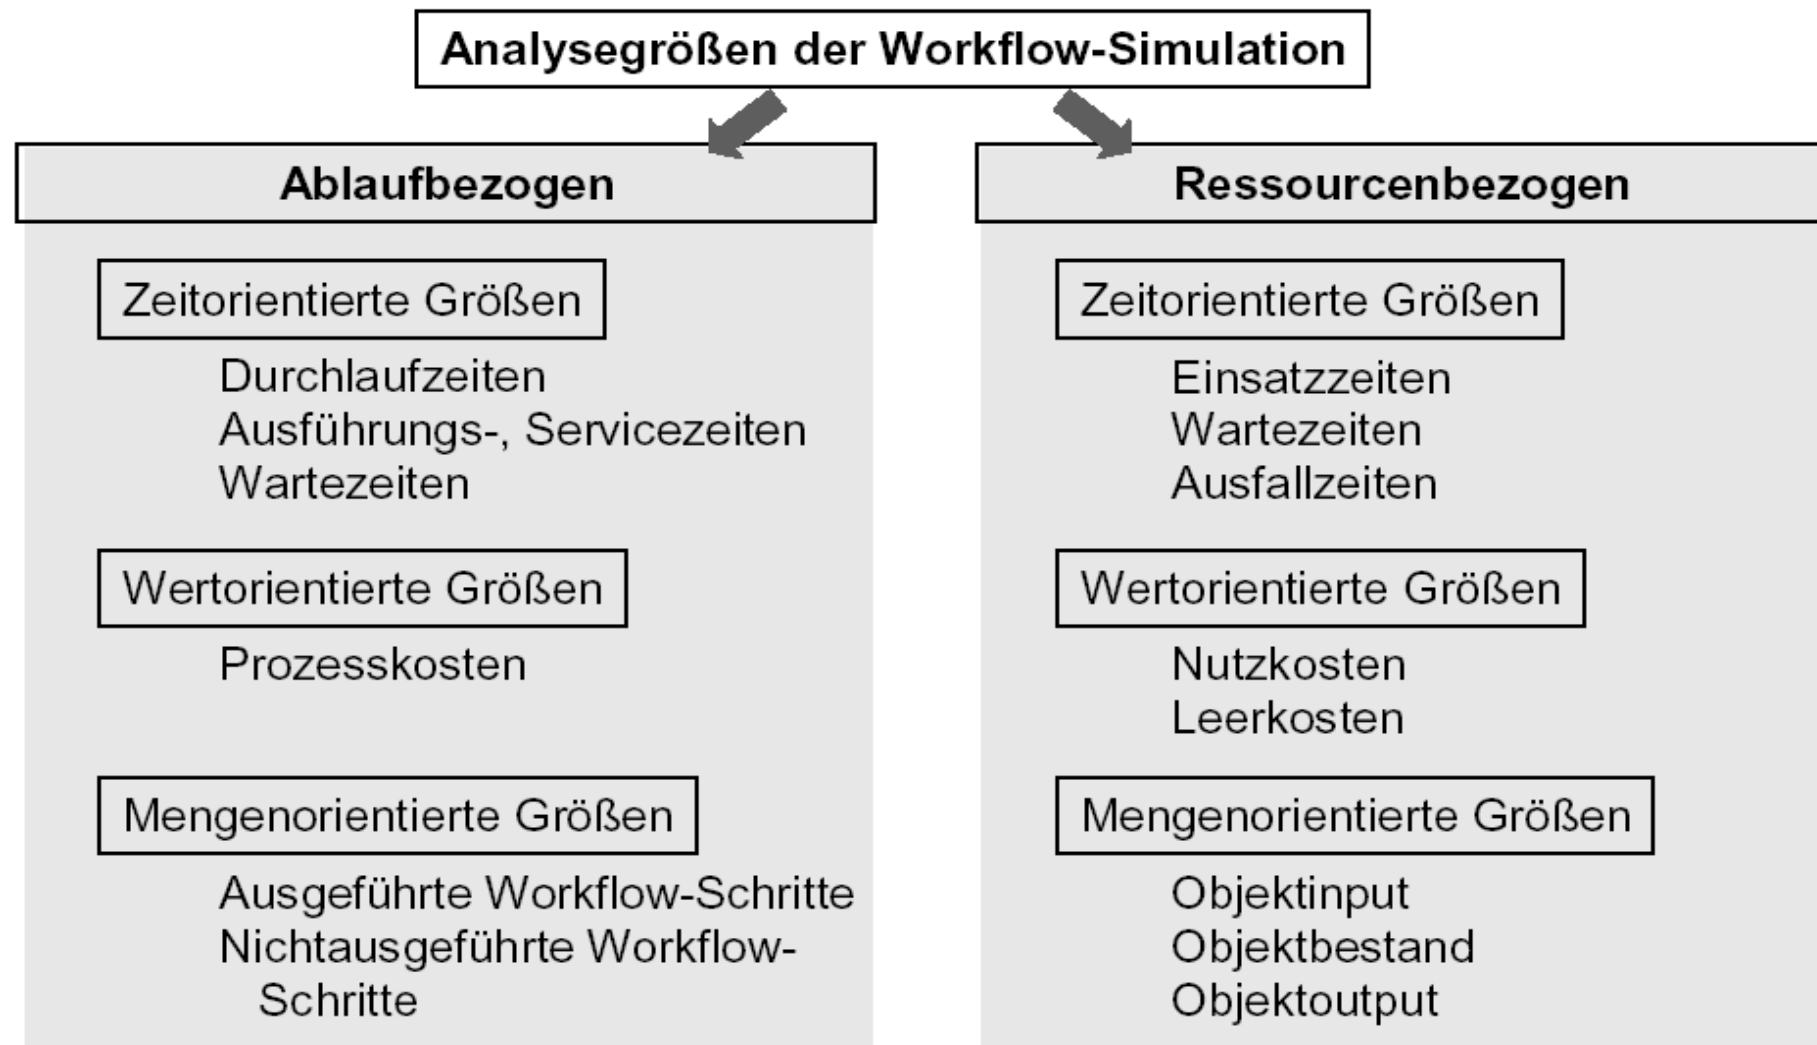 Analysegrößen der Workflow-Simulation
Ablaufbezogen
Zeitorientierte Größen
Durchlaufzeiten
Ausführungs-, Servicezeiten
Wartezeiten
Wertorientierte Größen
Prozesskosten
Mengenorientierte Größen
Ausgeführte Workflow-Schritte
Nichtausgeführte Workflow-
Schritte
Ressourcenbezogen
Zeitorientierte Größen
Einsatzzeiten
Wartezeiten
Ausfallzeiten
Wertorientierte Größen
Nutzkosten
Leerkosten
Mengenorientierte Größen
Objektinput
Objektbestand
Objektoutput